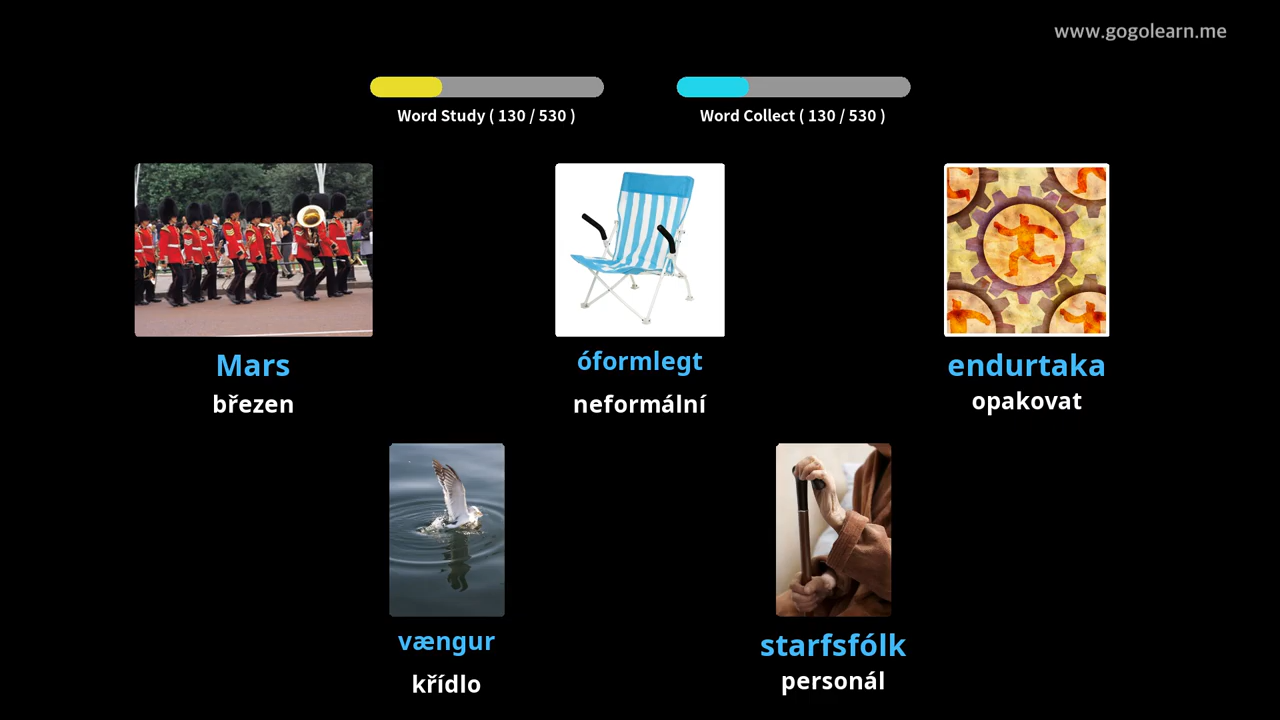 www.gogolearn.me
Word Study ( 130 / 530 )
Word Collect ( 130 / 530 )
Mars
březen
óformlegt
neformální
endurtaka
opakovat
vængur
křídlo
starfsfólk
personál